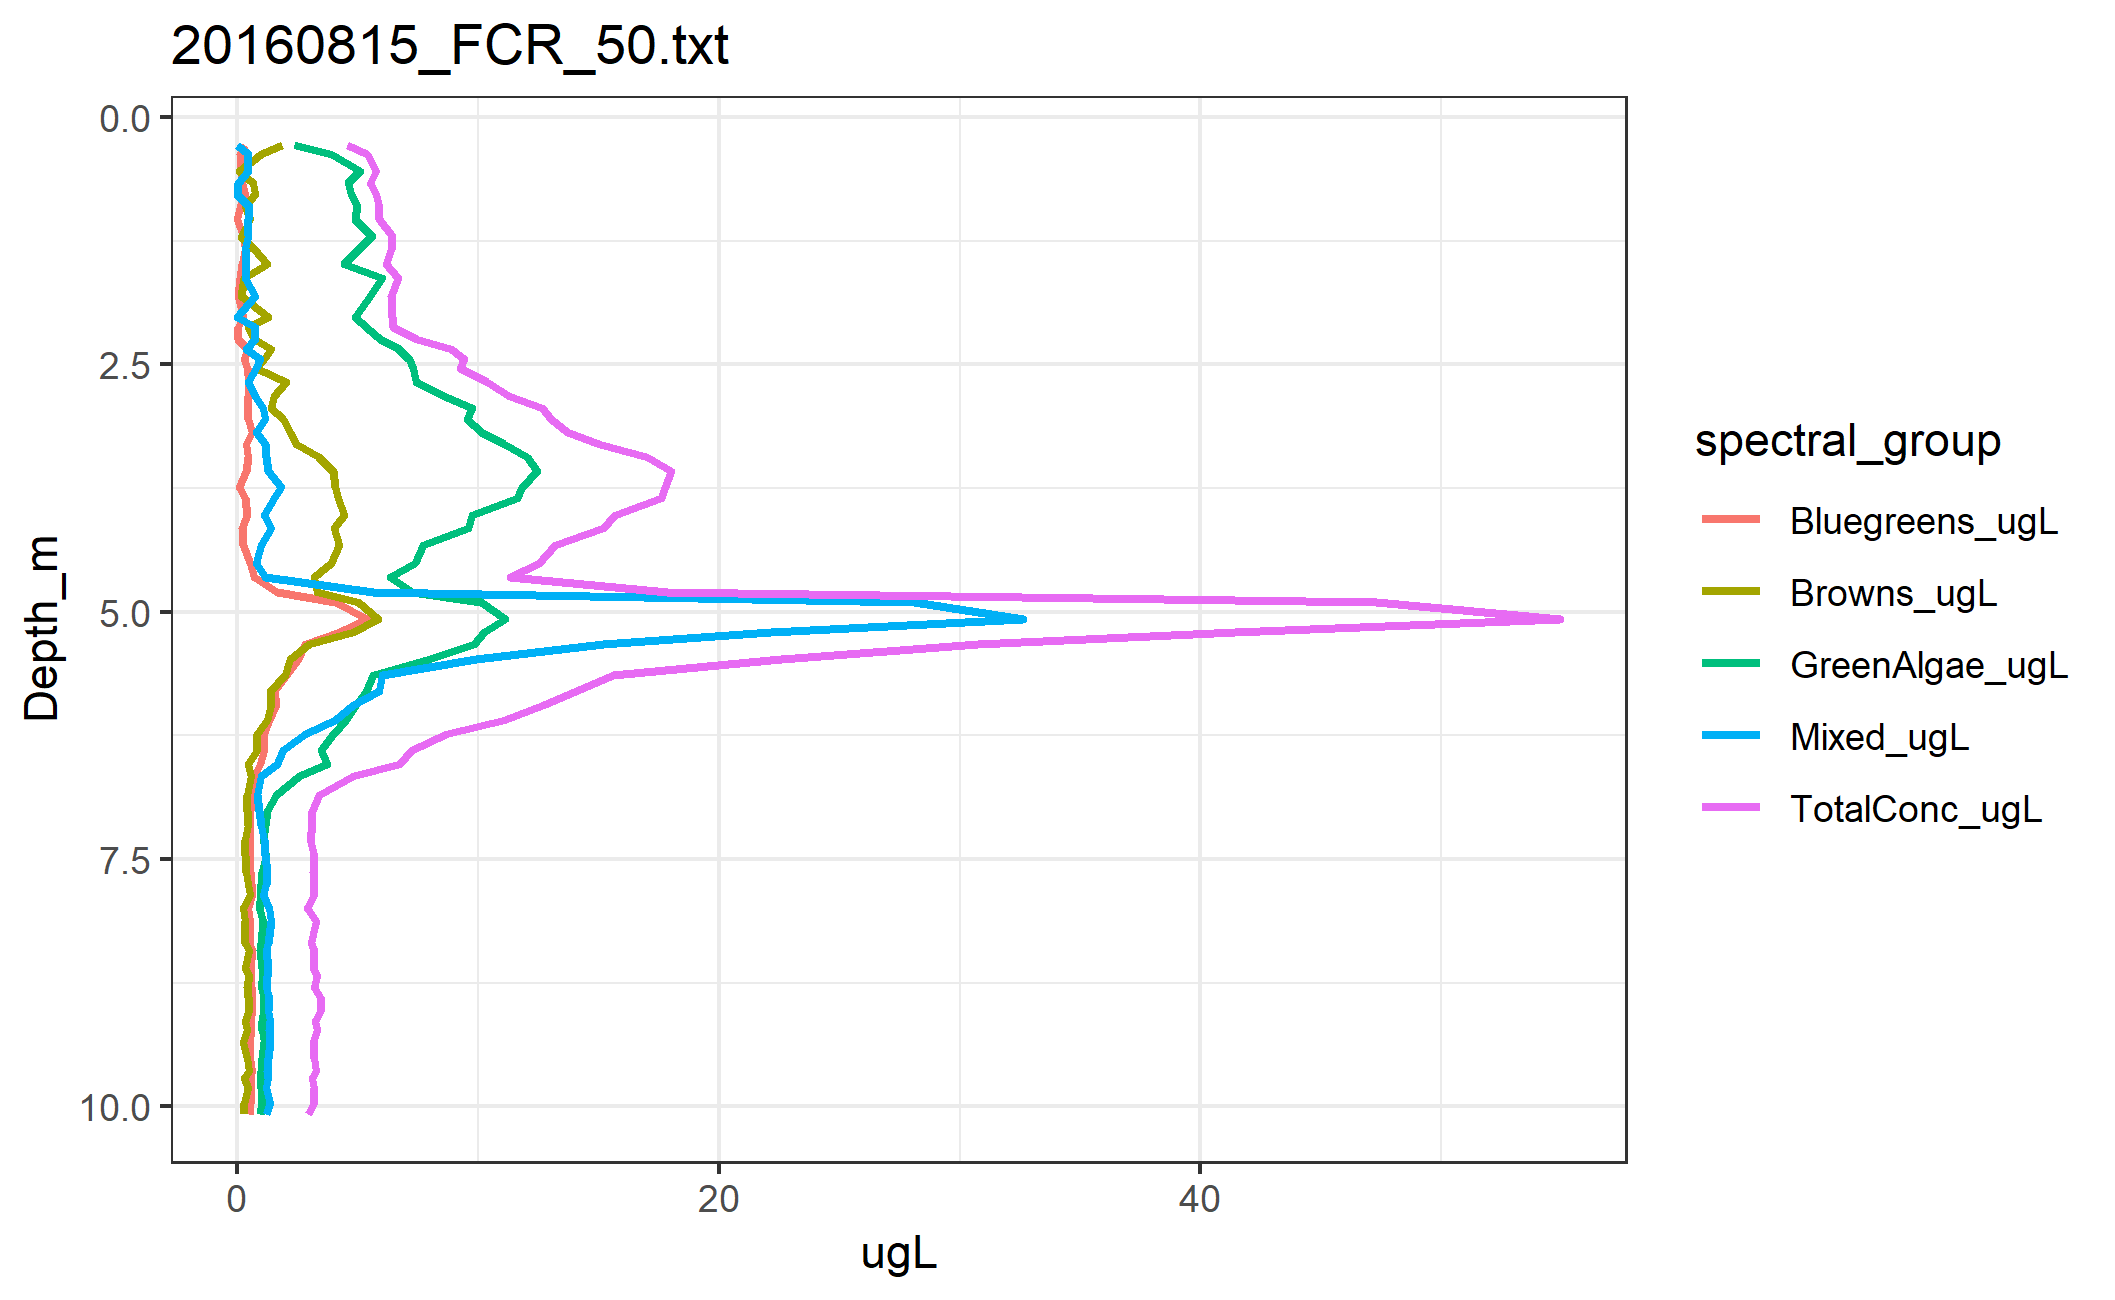 20160815_FCR_50.txt
0.0
2.5
5.0
7.5
10.0
Depth_m
0 20 40
ugL
spectral_group
Bluegreens_ugL
Browns_ugL
GreenAlgae_ugL
Mixed_ugL
TotalConc_ugL